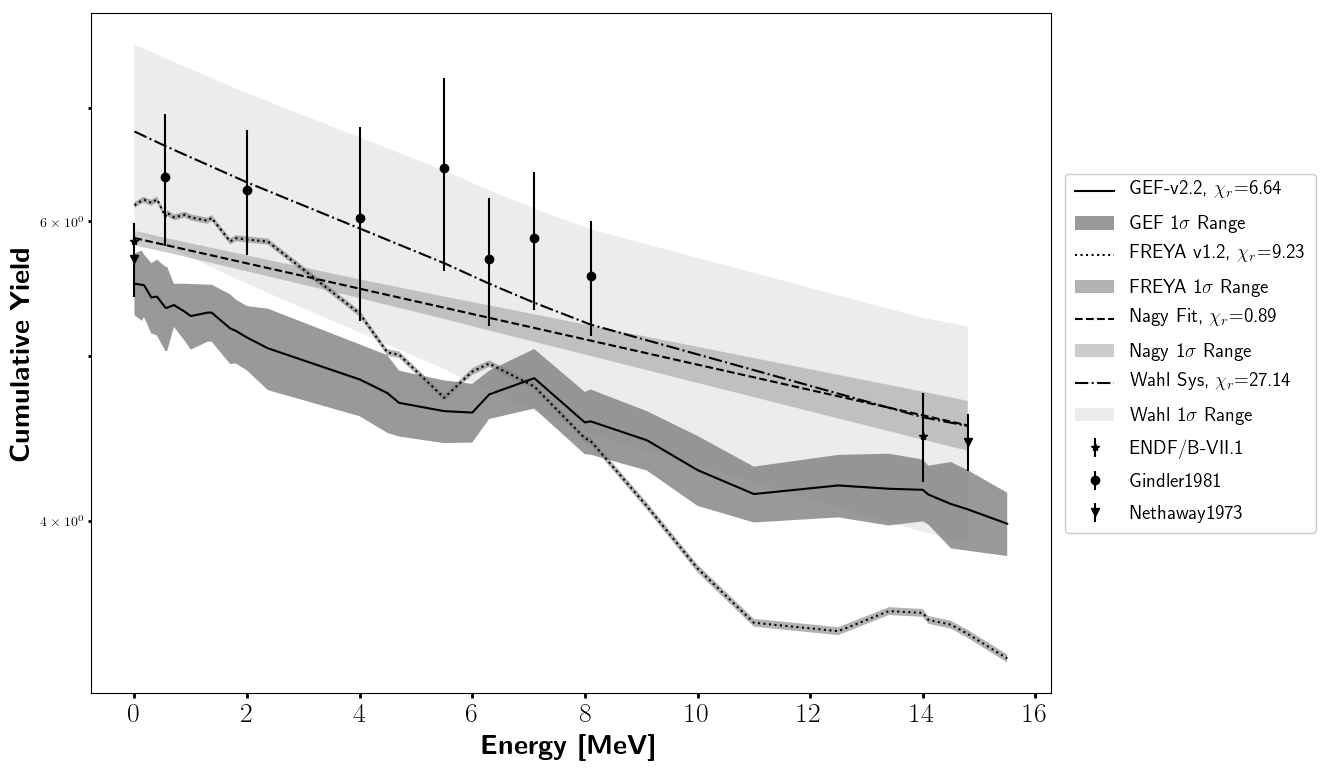 Cumulative Yield
6 × 10⁰
4 × 10⁰
0 2 4 6 8 10 12 14 16
Energy [MeV]
GEF-v2.2, χᵣ=6.64
GEF 1σ Range
FREYA v1.2, χᵣ=9.23
FREYA 1σ Range
Nagy Fit, χᵣ=0.89
Nagy 1σ Range
Wahl Sys, χᵣ=27.14
Wahl 1σ Range
ENDF/B-VII.1
Gindler1981
Nethaway1973